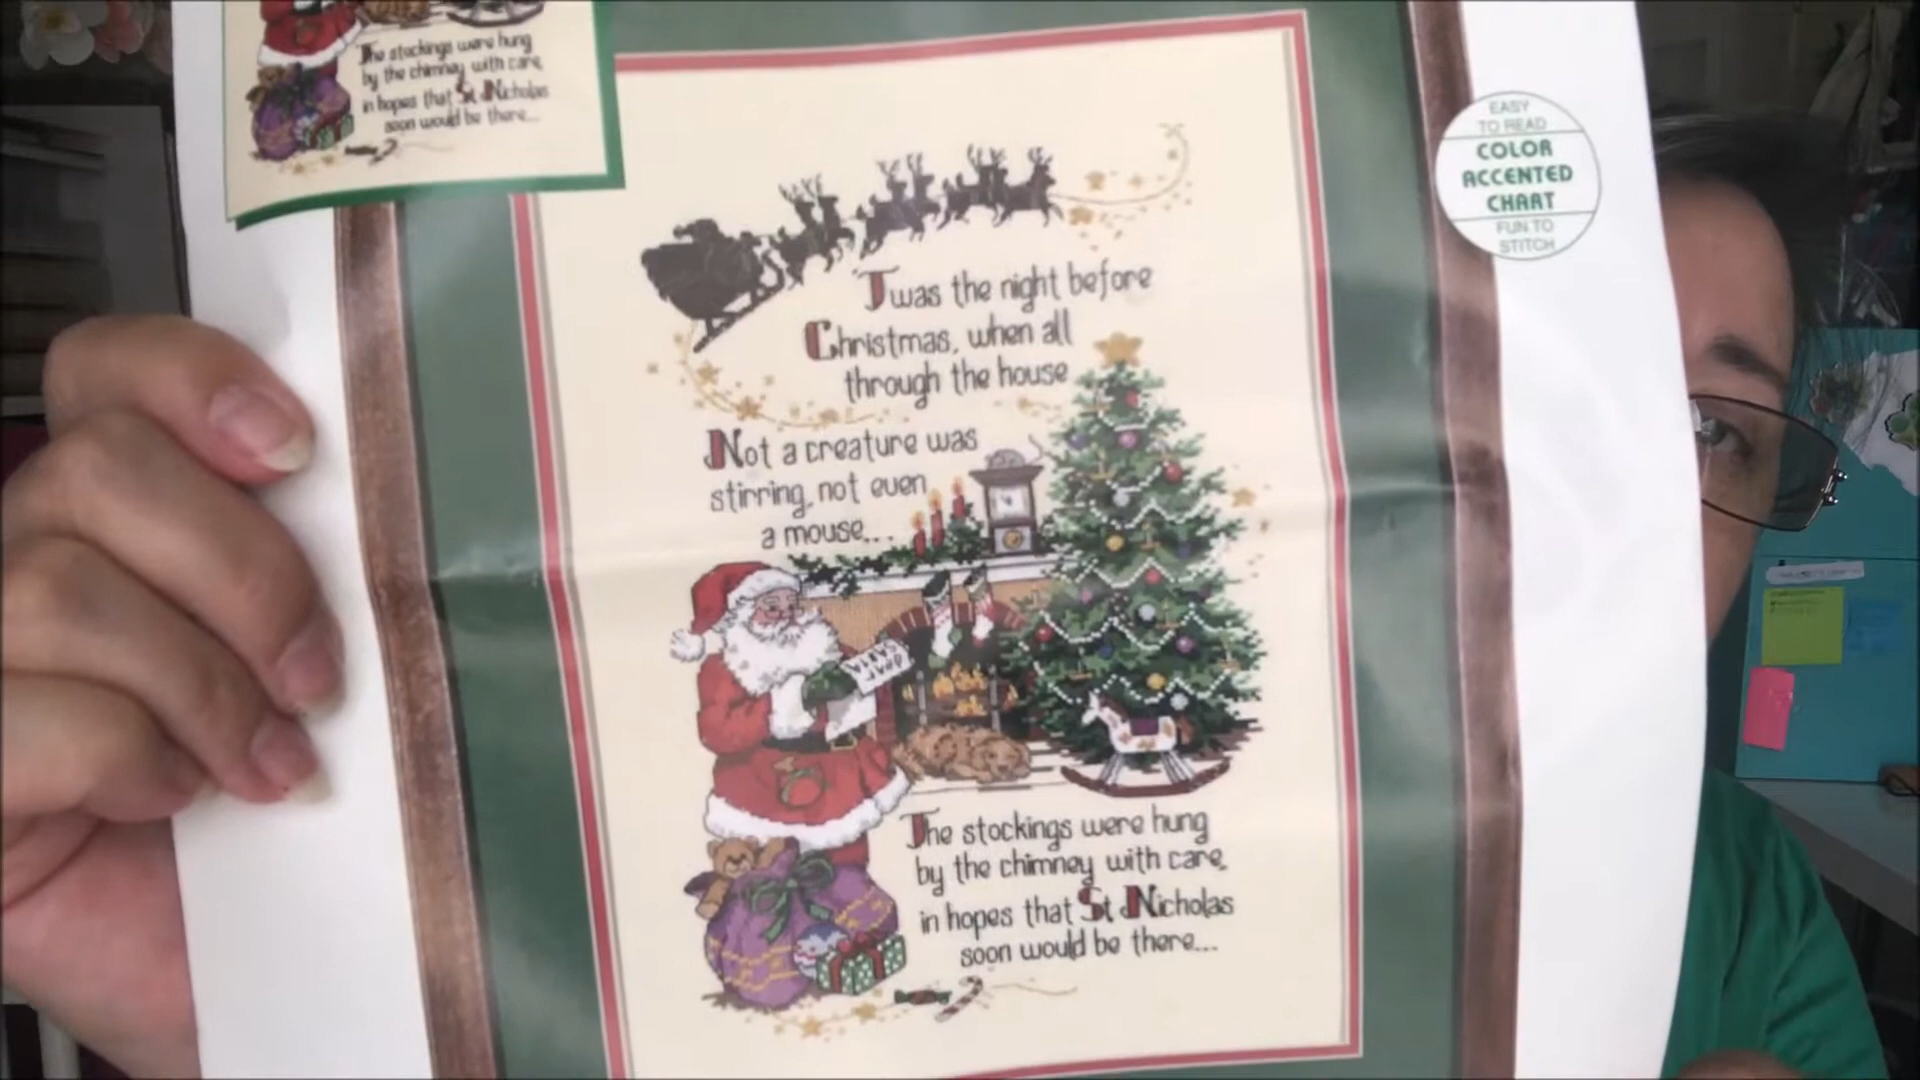 The stockings were hung
by the chimney with care,
in hopes that St Nicholas
soon would be there...
EASY
TO READ
COLOR
ACCENTED
CHART
FUN TO
STITCH
'Twas the night before
Christmas, when all
through the house
Not a creature was
stirring, not even
a mouse...
DEAR
SANTA
The stockings were hung
by the chimney with care,
in hopes that St Nicholas
soon would be there...